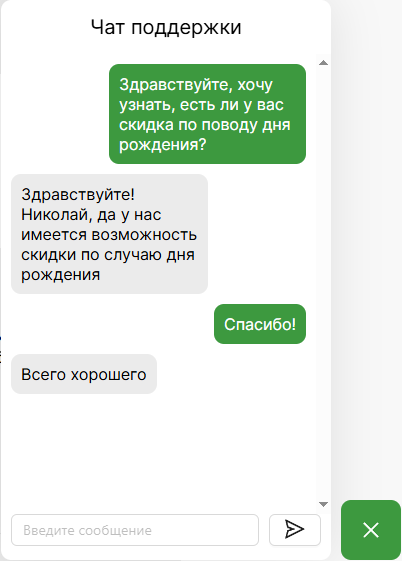 Чат поддержки
Здравствуйте, хочу
узнать, есть ли у вас
скидка по поводу дня
рождения?
Здравствуйте!
Николай, да у нас
имеется возможность
скидки по случаю дня
рождения
Спасибо!
Всего хорошего
Введите сообщение